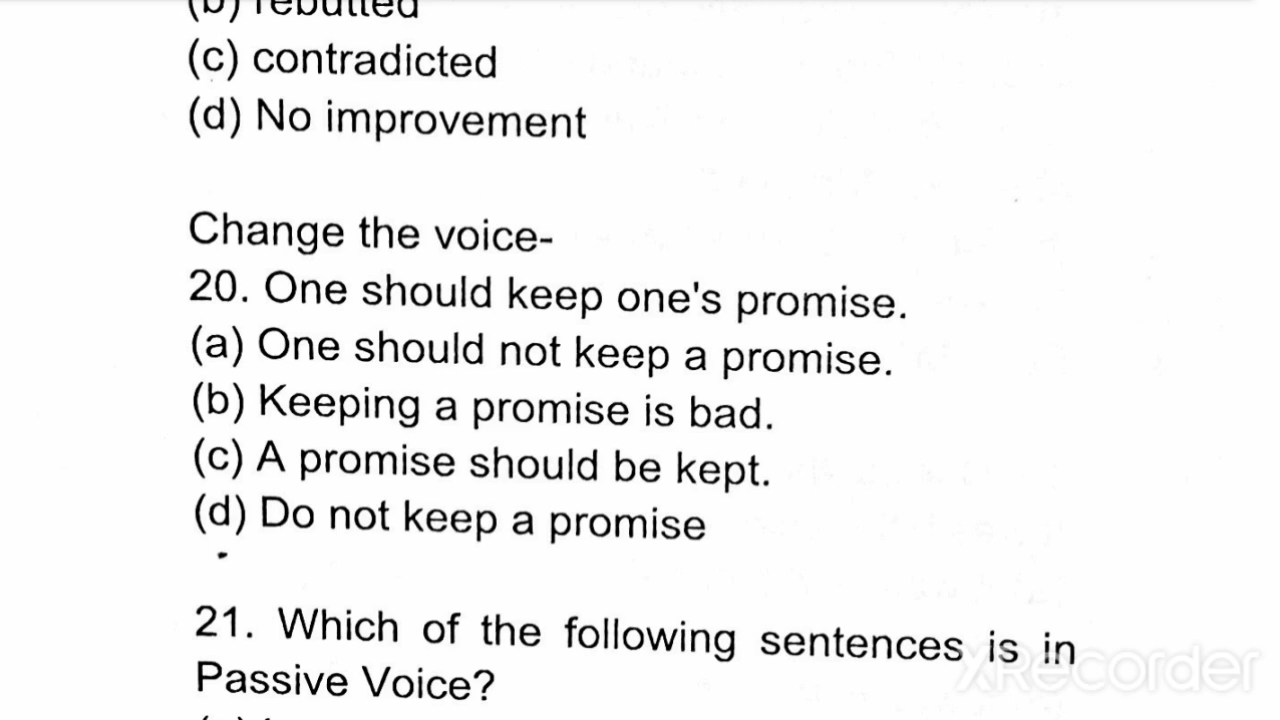 (b) rebutted
(c) contradicted
(d) No improvement
Change the voice-
20. One should keep one's promise.
(a) One should not keep a promise.
(b) Keeping a promise is bad.
(c) A promise should be kept.
(d) Do not keep a promise
21. Which of the following sentences is in
Passive Voice?
XRecorder